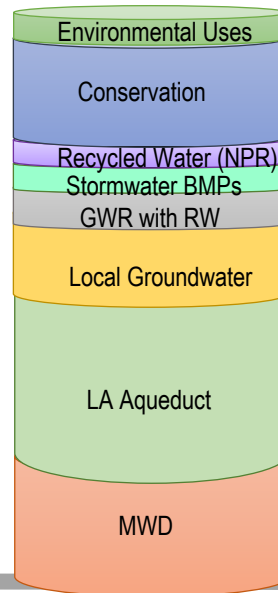 Environmental Uses
Conservation
Recycled Water (NPR)
Stormwater BMPs
GWR with RW
Local Groundwater
LA Aqueduct
MWD